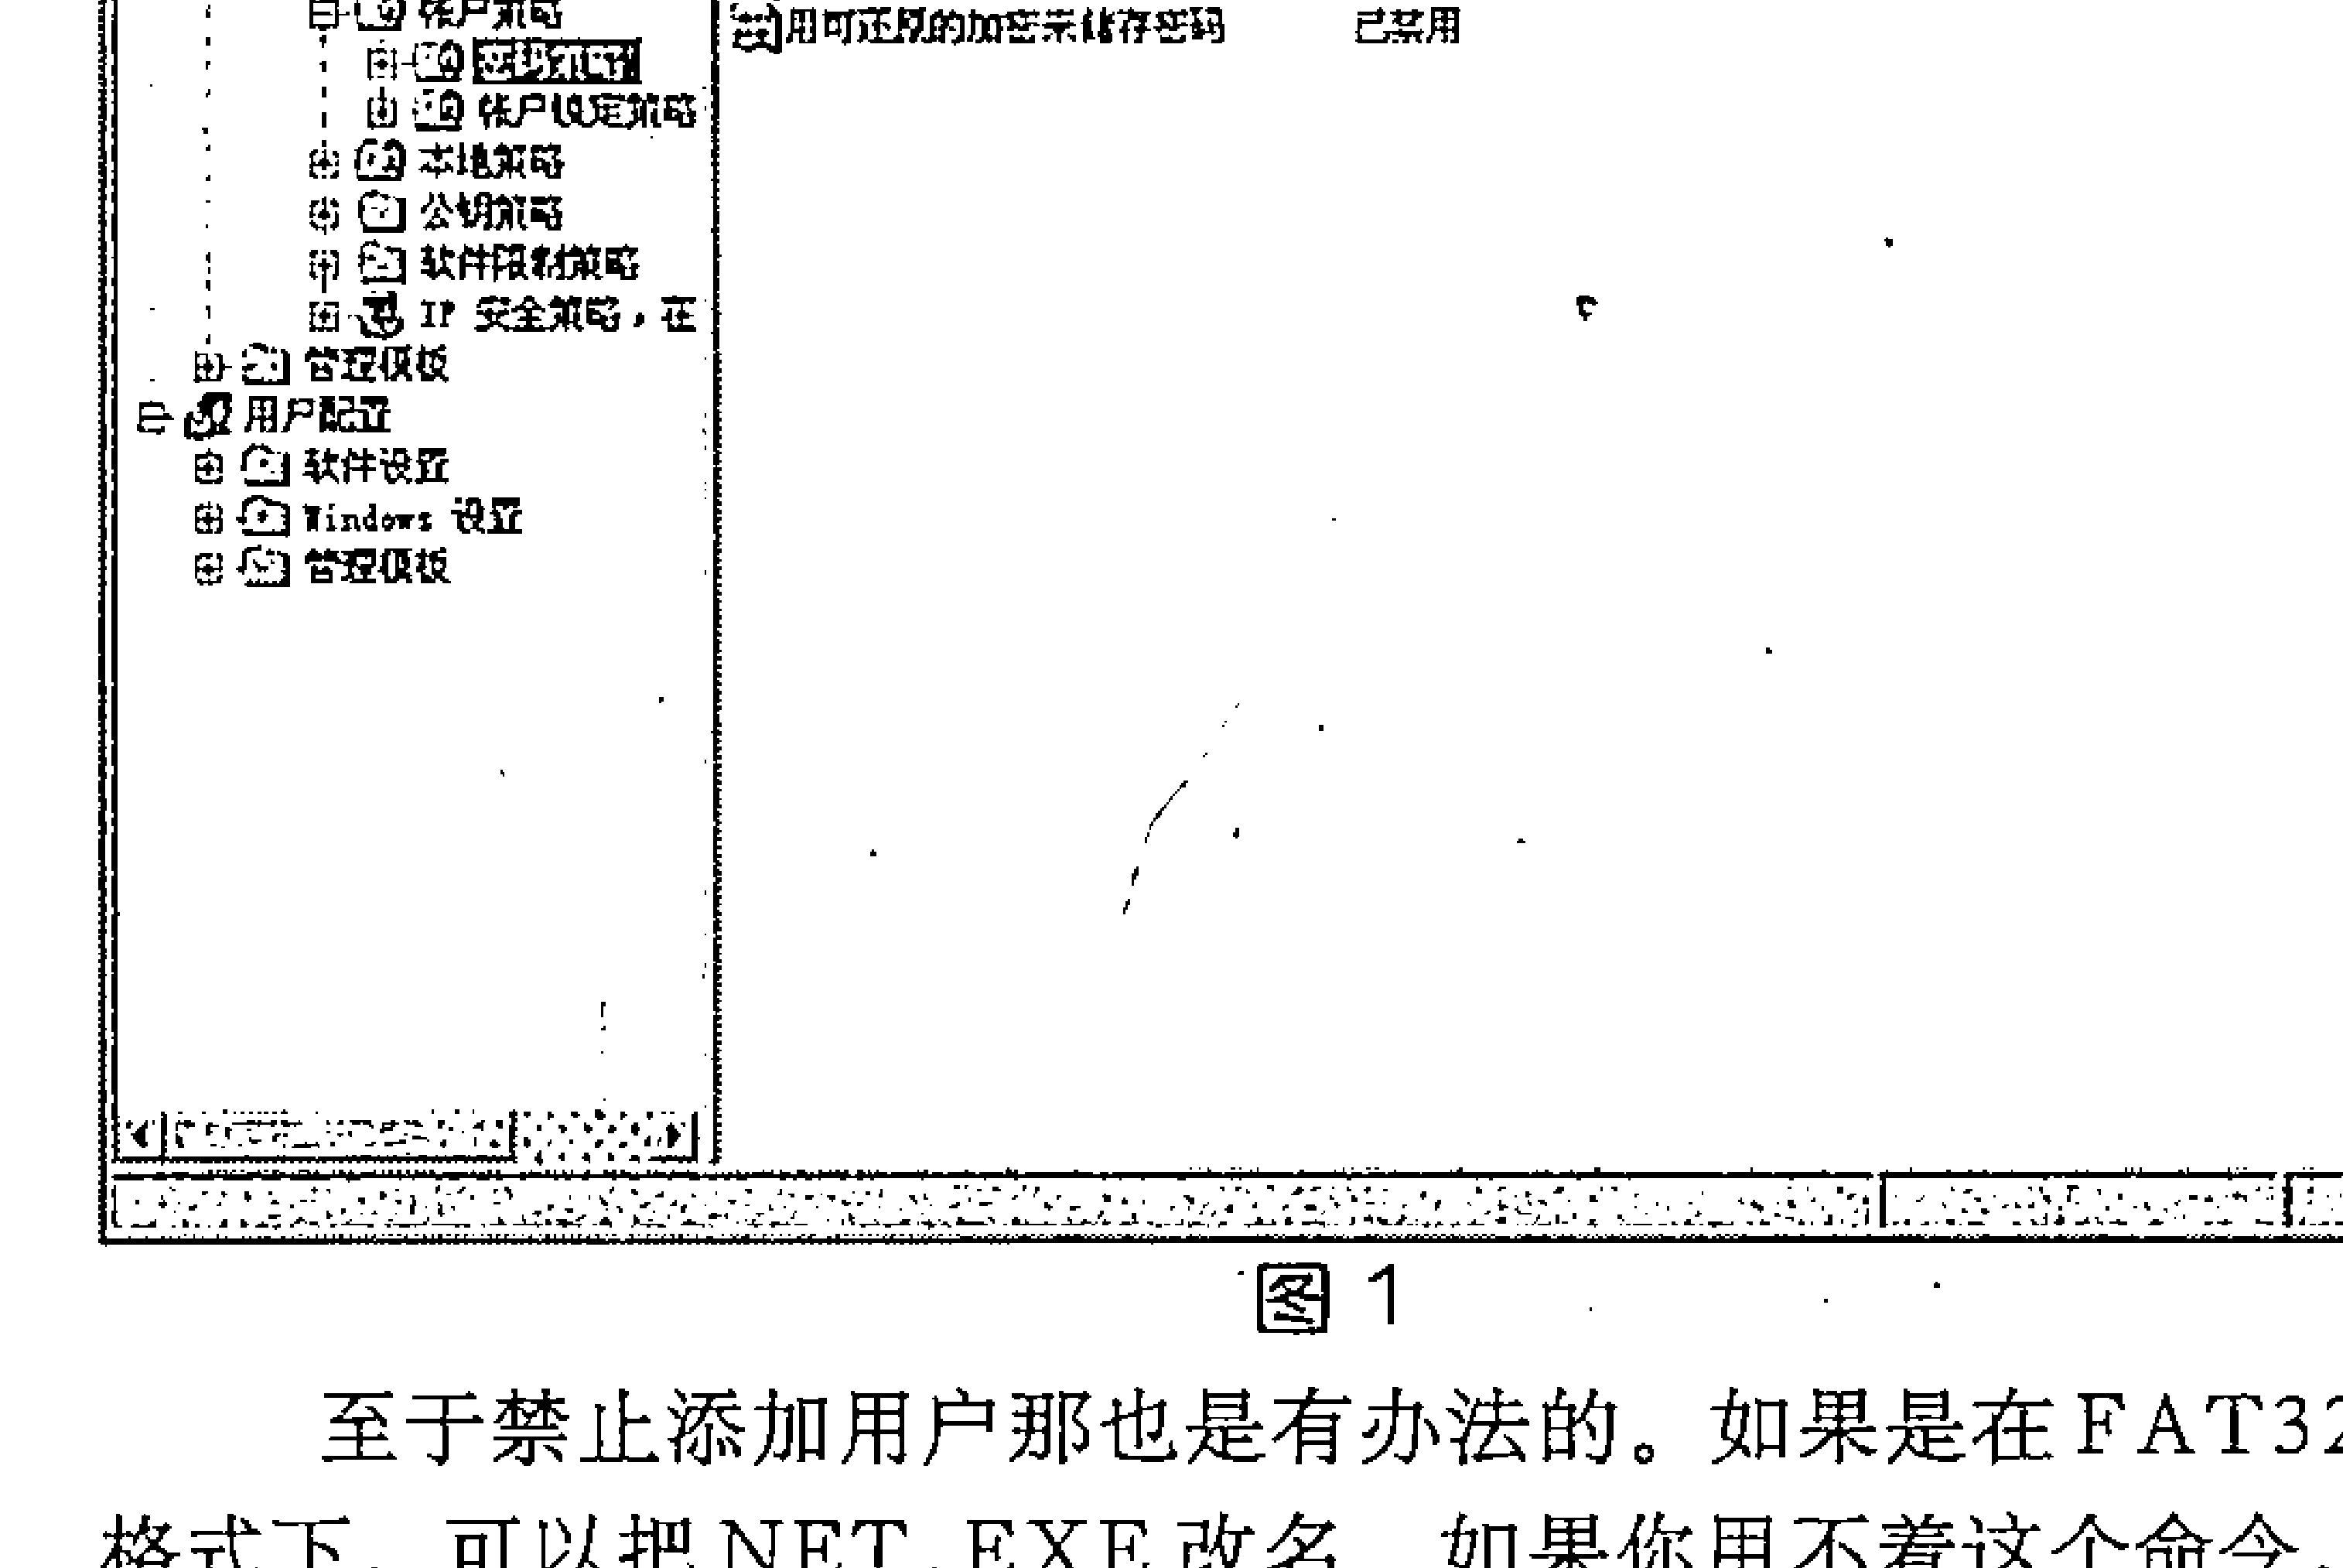 帐户策略
用可还原的加密来储存密码 已禁用
密码策略
帐户锁定策略
本地策略
公钥策略
软件限制策略
IP 安全策略，在
管理模板
用户配置
软件设置
Windows 设置
管理模板
图 1
至于禁止添加用户那也是有办法的。如果是在FAT32
格式下，可以把NET.EXE改名，如果你用不着这个命令，